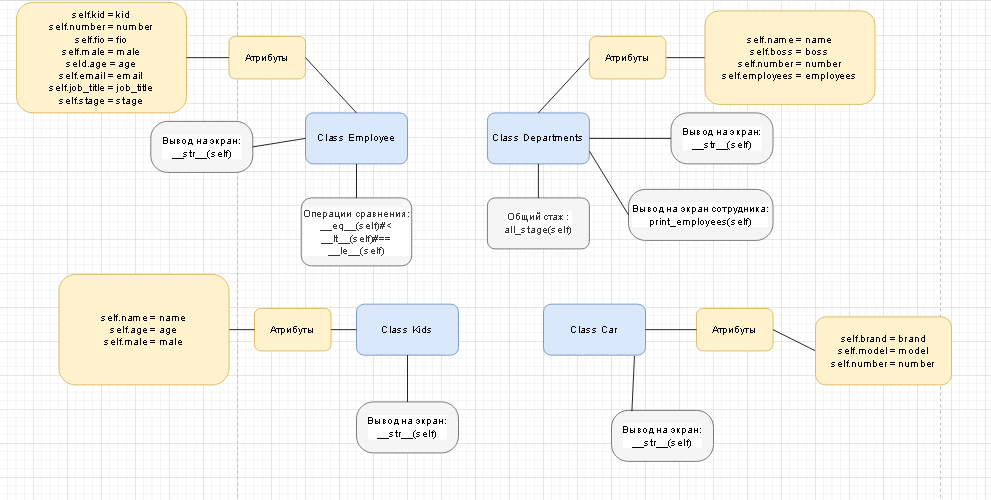 self.kid = kid
self.number = number
self.fio = fio
self.male = male
seld.age = age
self.email = email
self.job_title = job_title
self.stage = stage
Атрибуты
Class Employee
Вывод на экран:
__str__(self)
Операции сравнения:
__eq__(self)#<
__lt__(self)#==
__le__(self)
Атрибуты
self.name = name
self.boss = boss
self.number = number
self.employees = employees
Class Departments
Вывод на экран:
__str__(self)
Вывод на экран сотрудника:
print_employees(self)
Общий стаж :
all_stage(self)
self.name = name
self.age = age
self.male = male
Атрибуты
Class Kids
Вывод на экран:
__str__(self)
Class Car
Атрибуты
self.brand = brand
self.model = model
self.number = number
Вывод на экран:
__str__(self)